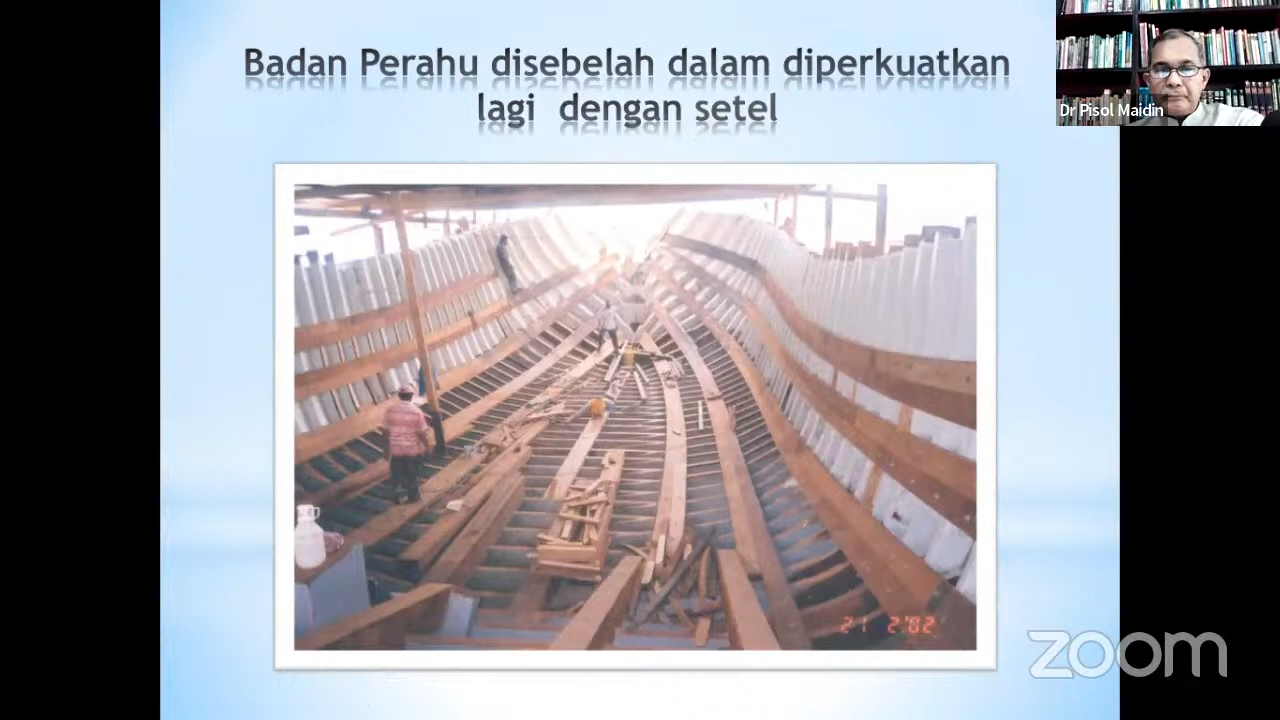 Badan Perahu disebelah dalam diperkuatkan
lagi dengan setel
Dr Pisol Maidin
21 2'02
zoom